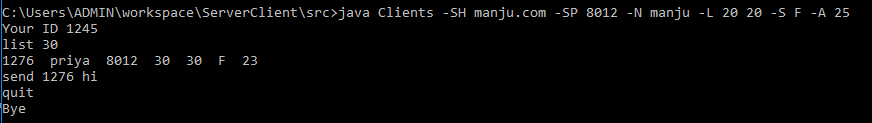 C:\Users\ADMIN\workspace\ServerClient\src>java Clients -SH manju.com -SP 8012 -N manju -L 20 20 -S F -A 25
Your ID 1245
list 30
1276  priya  8012  30  30  F  23
send 1276 hi
quit
Bye